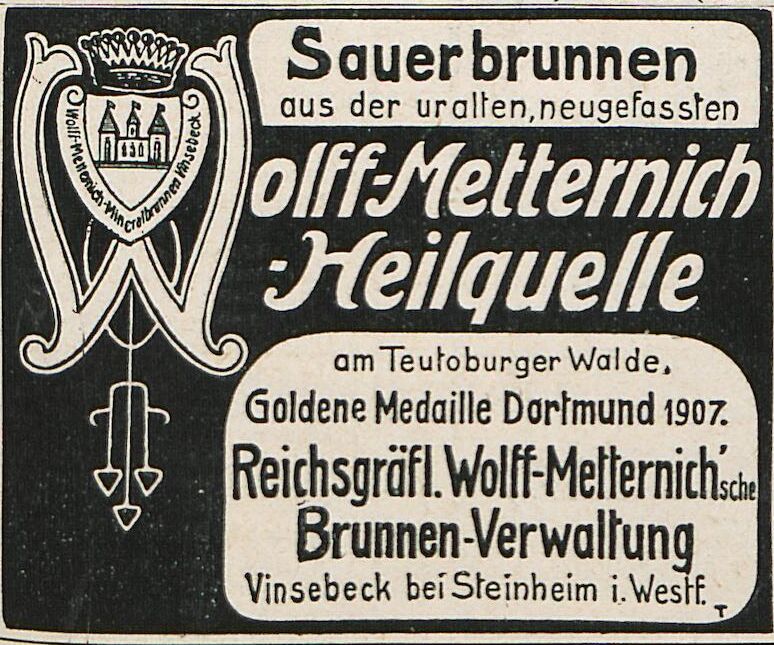 Sauerbrunnen
aus der uralten, neugefassten
Wolff-Metternich
-Heilquelle
Wolff-Metternich-Mineralbrunnen Vinsebeck
am Teutoburger Walde.
Goldene Medaille Dortmund 1907.
Reichsgräfl. Wolff-Metternich'sche
Brunnen-Verwaltung
Vinsebeck bei Steinheim i. Westf.
T